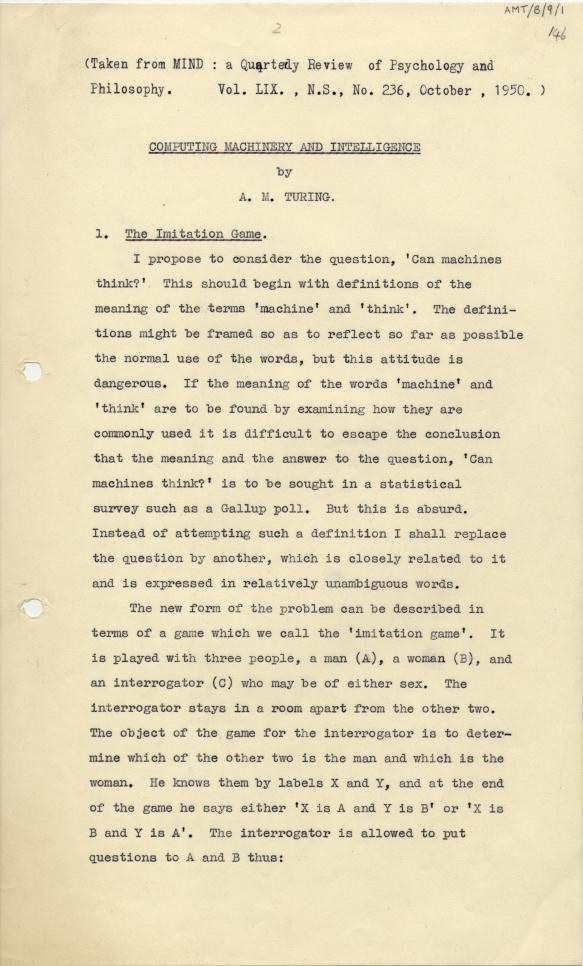 AMT/B/9/1
146
2
(Taken from MIND : a Quarterly Review of Psychology and
Philosophy. Vol. LIX. , N.S., No. 236, October , 1950. )
COMPUTING MACHINERY AND INTELLIGENCE
by
A. M. TURING.
1. The Imitation Game.
I propose to consider the question, 'Can machines
think?' This should begin with definitions of the
meaning of the terms 'machine' and 'think'. The defini-
tions might be framed so as to reflect so far as possible
the normal use of the words, but this attitude is
dangerous. If the meaning of the words 'machine' and
'think' are to be found by examining how they are
commonly used it is difficult to escape the conclusion
that the meaning and the answer to the question, 'Can
machines think?' is to be sought in a statistical
survey such as a Gallup poll. But this is absurd.
Instead of attempting such a definition I shall replace
the question by another, which is closely related to it
and is expressed in relatively unambiguous words.
The new form of the problem can be described in
terms of a game which we call the 'imitation game'. It
is played with three people, a man (A), a woman (B), and
an interrogator (C) who may be of either sex. The
interrogator stays in a room apart from the other two.
The object of the game for the interrogator is to deter-
mine which of the other two is the man and which is the
woman. He knows them by labels X and Y, and at the end
of the game he says either 'X is A and Y is B' or 'X is
B and Y is A'. The interrogator is allowed to put
questions to A and B thus: